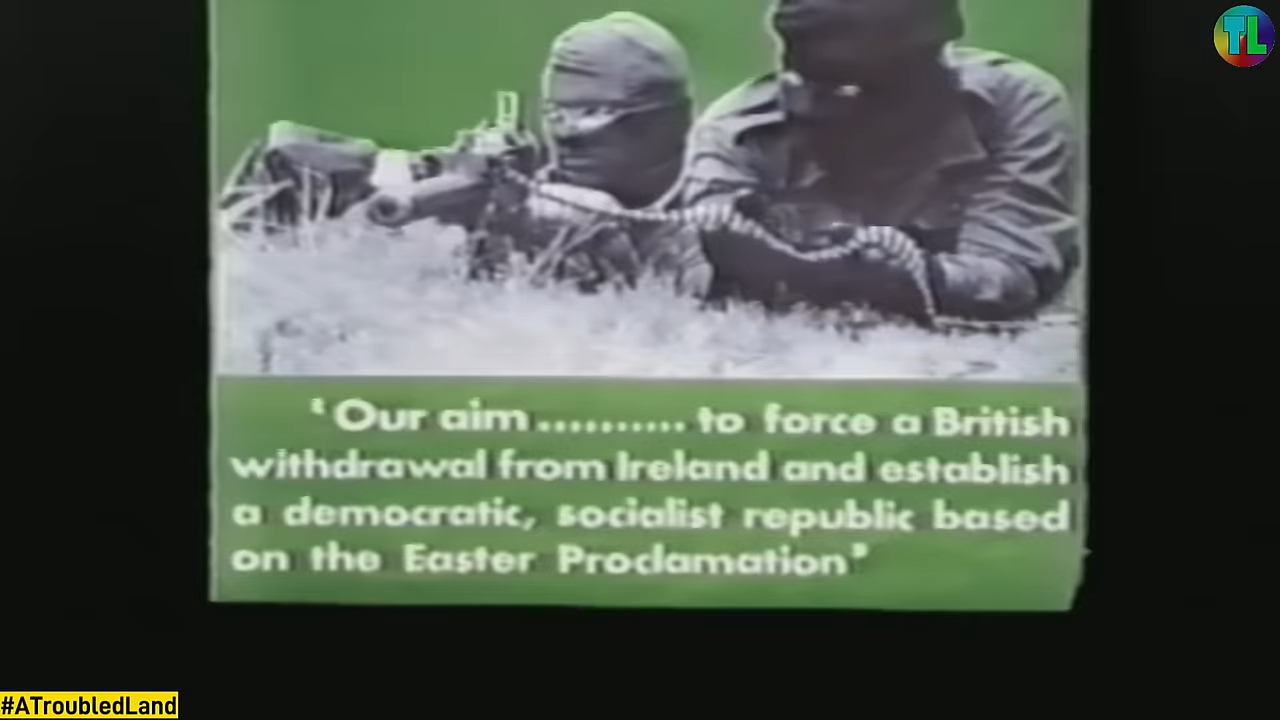 TL
'Our aim.......... to force a British
withdrawal from Ireland and establish
a democratic, socialist republic based
on the Easter Proclamation'
#ATroubledLand